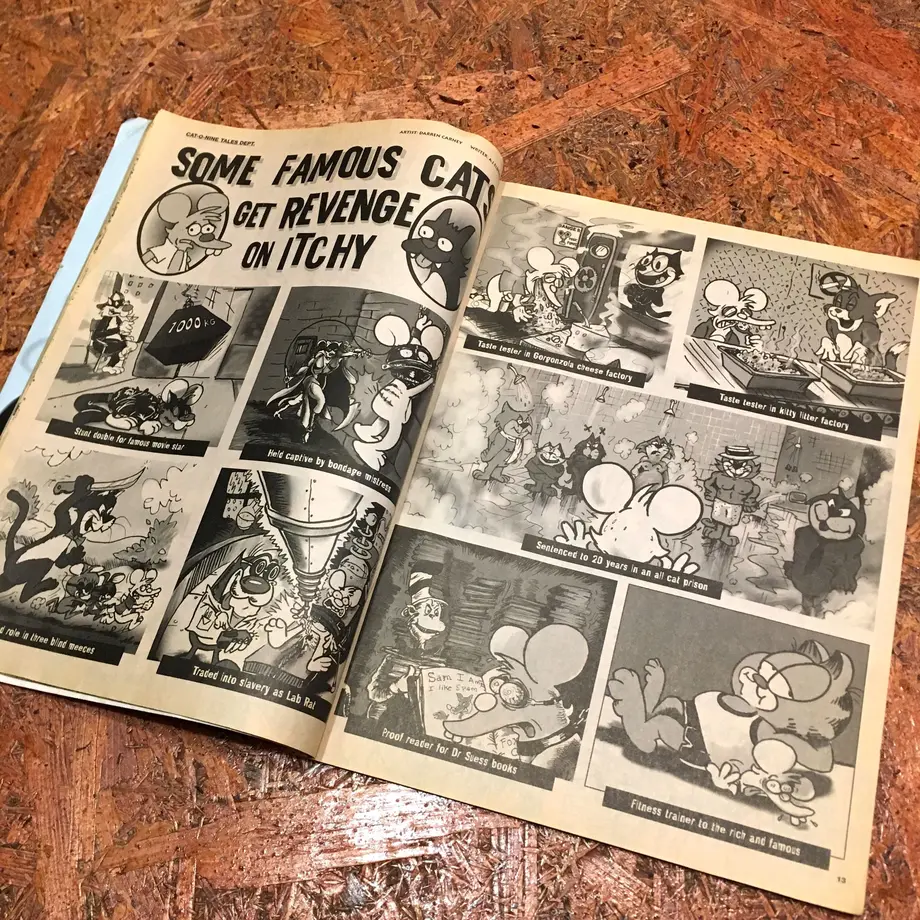 CAT-O-NINE TALES DEPT.
ARTIST-DARREN CARNEY
SOME FAMOUS CATS
GET REVENGE
ON ITCHY
1000 KG
Stunt double for famous movie star
Held captive by bondage mistress
role in three blind meeces
Traded into slavery as Lab Rat
Taste tester in Gorgonzola cheese factory
Taste tester in kitty litter factory
Sentenced to 20 years in an all cat prison
Sam I Am
I like Spam
Proof reader for Dr Suess books
Fitness trainer to the rich and famous
13